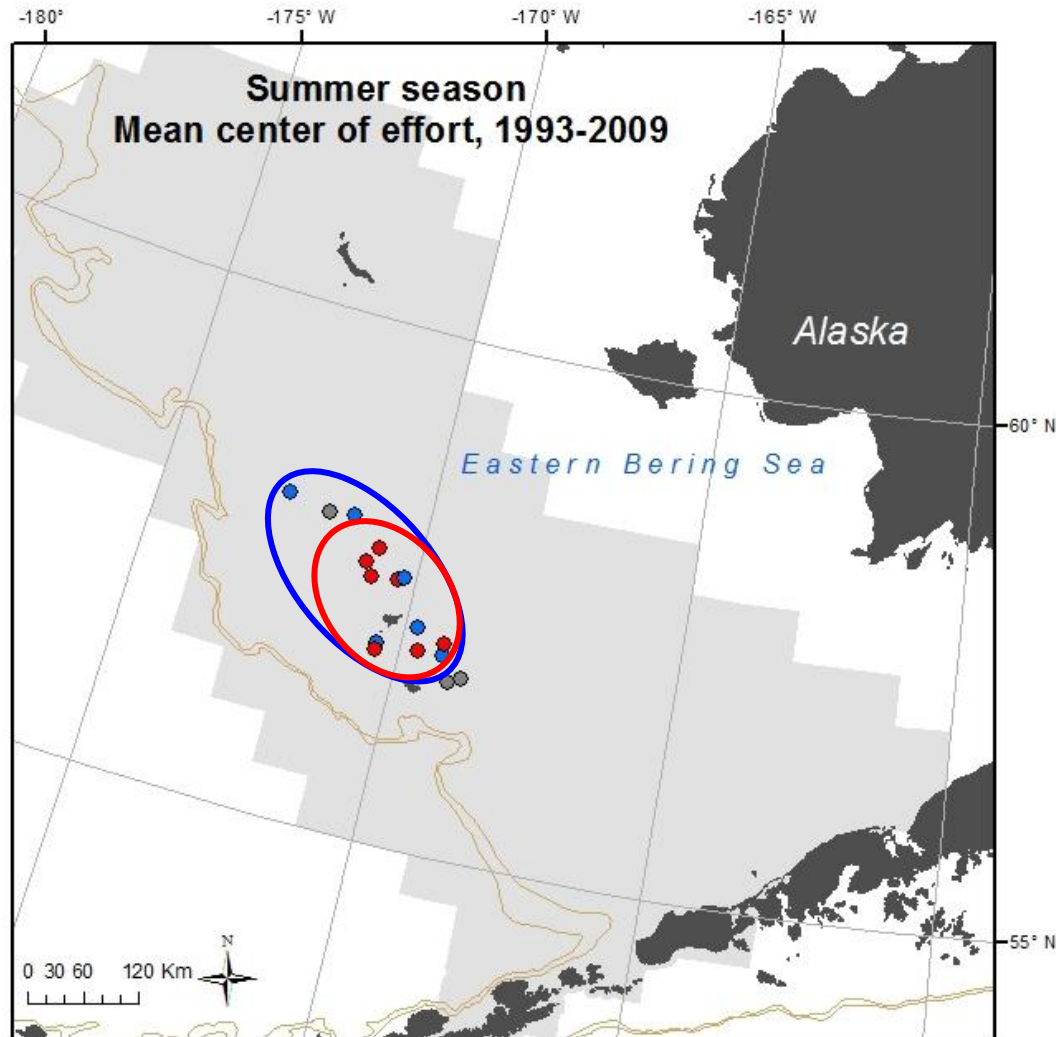 -180°
-175° W
-170° W
-165° W
Summer season
Mean center of effort, 1993-2009
Alaska
60° N
Eastern Bering Sea
55° N
N
0 30 60 120 Km